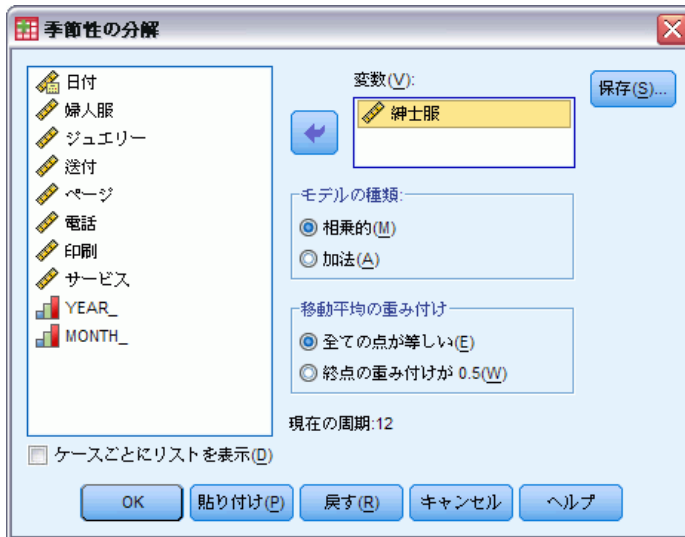 季節性の分解
日付
婦人服
ジュエリー
送付
ページ
電話
印刷
サービス
YEAR_
MONTH_
ケースごとにリストを表示(D)
変数(V):
紳士服
保存(S)...
モデルの種類:
相乗的(M)
加法(A)
移動平均の重み付け
全ての点が等しい(E)
終点の重み付けが 0.5(W)
現在の周期:12
OK
貼り付け(P)
戻す(R)
キャンセル
ヘルプ